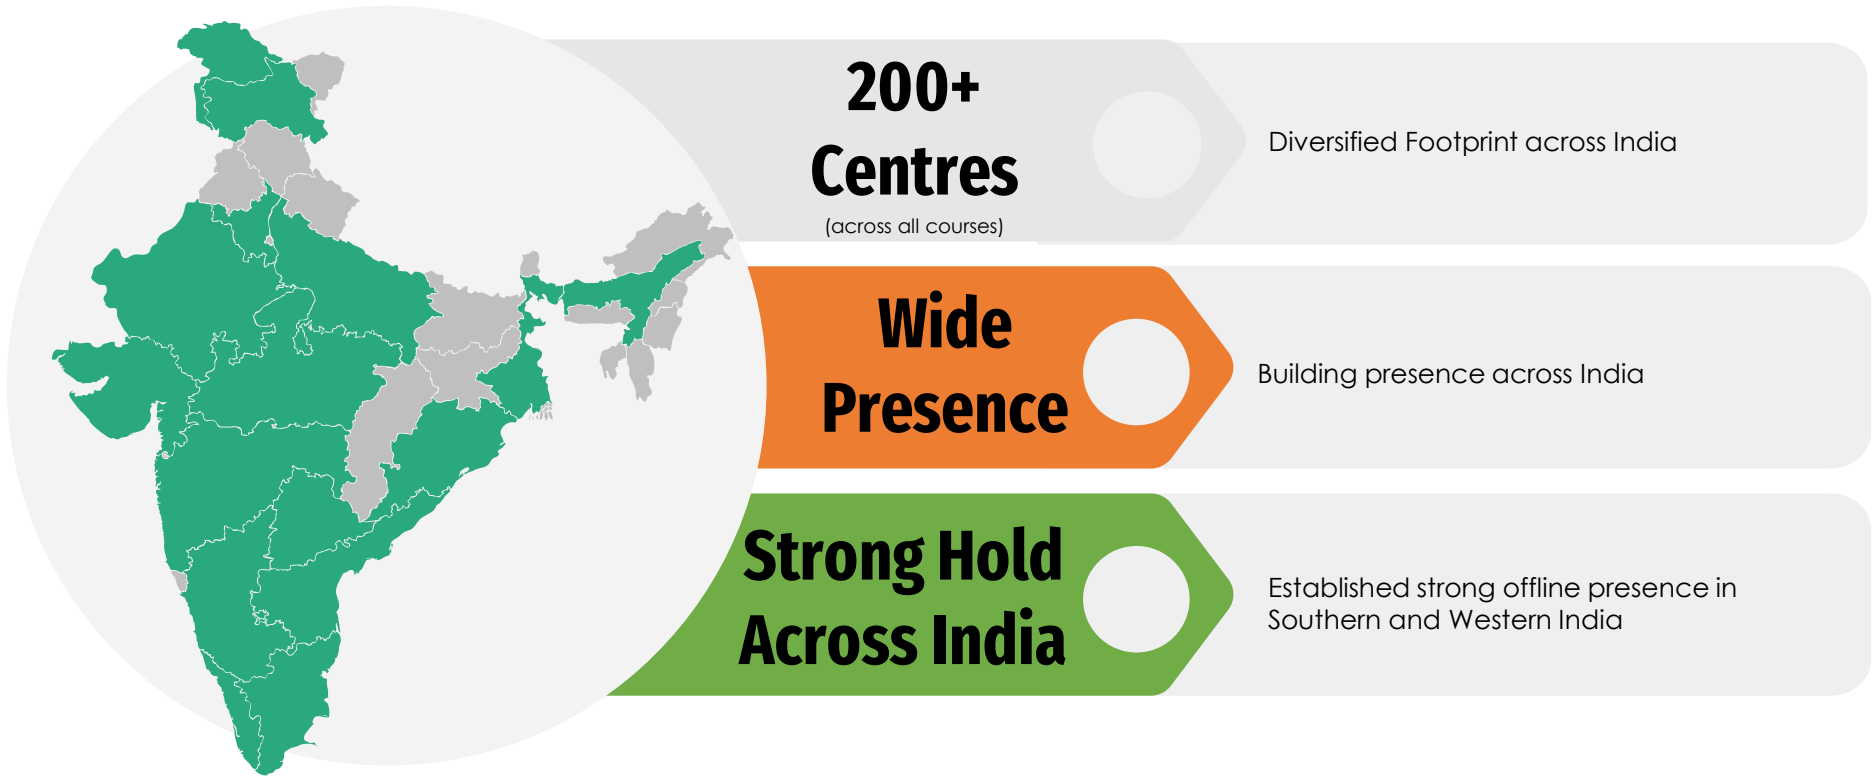 200+
Centres
(across all courses)
Diversified Footprint across India
Wide
Presence
Building presence across India
Strong Hold
Across India
Established strong offline presence in
Southern and Western India